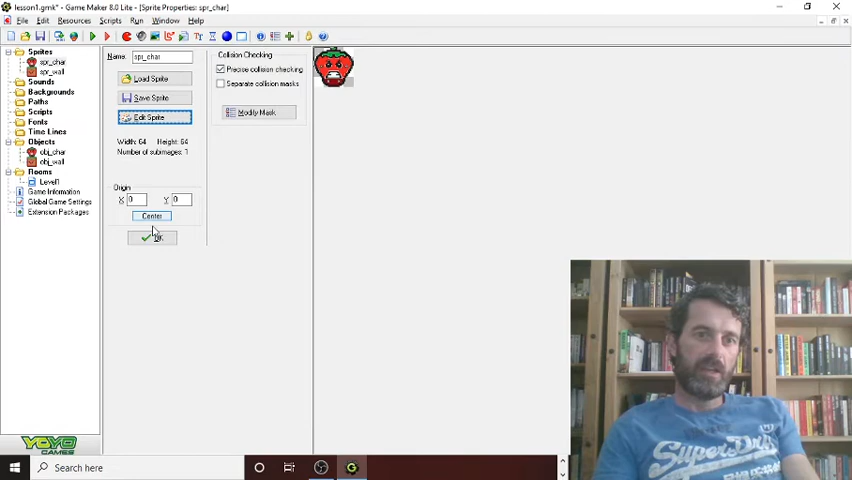 lesson1.gmk* - Game Maker 8.0 Lite - [Sprite Properties: spr_char]
File Edit Resources Scripts Run Window Help
Sprites
spr_char
spr_wall
Sounds
Backgrounds
Paths
Scripts
Fonts
Time Lines
Objects
obj_char
obj_wall
Rooms
Level1
Game Information
Global Game Settings
Extension Packages
YOYO
GAMES
Name: spr_char
Load Sprite
Save Sprite
Edit Sprite
Width: 64 Height: 64
Number of subimages: 1
Origin
X 0 Y 0
Center
OK
Collision Checking
Precise collision checking
Separate collision masks
Modify Mask
SuperDry
Search here